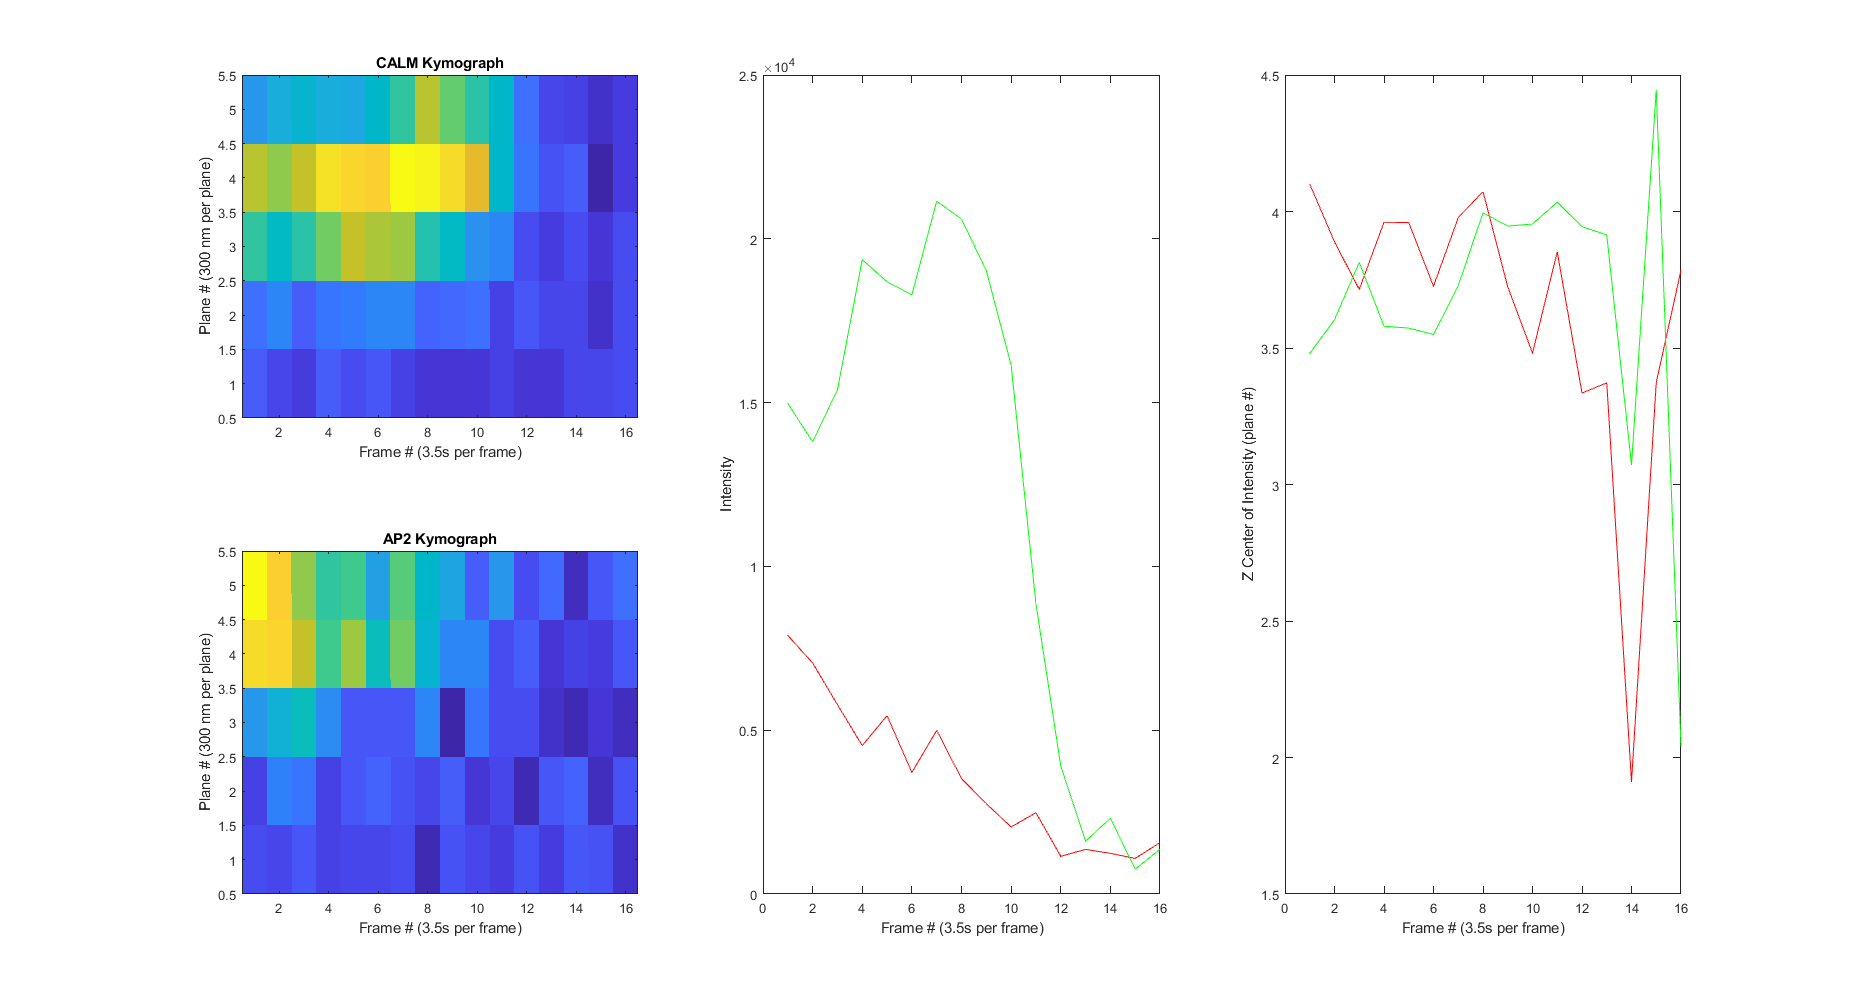 CALM Kymograph
5.5
5
4.5
4
3.5
3
2.5
2
1.5
1
0.5
Plane # (300 nm per plane)
2 4 6 8 10 12 14 16
Frame # (3.5s per frame)
AP2 Kymograph
5.5
5
4.5
4
3.5
3
2.5
2
1.5
1
0.5
Plane # (300 nm per plane)
2 4 6 8 10 12 14 16
Frame # (3.5s per frame)
×10⁴
2.5
2
1.5
1
0.5
0
Intensity
0 2 4 6 8 10 12 14 16
Frame # (3.5s per frame)
4.5
4
3.5
3
2.5
2
1.5
Z Center of Intensity (plane #)
0 2 4 6 8 10 12 14 16
Frame # (3.5s per frame)